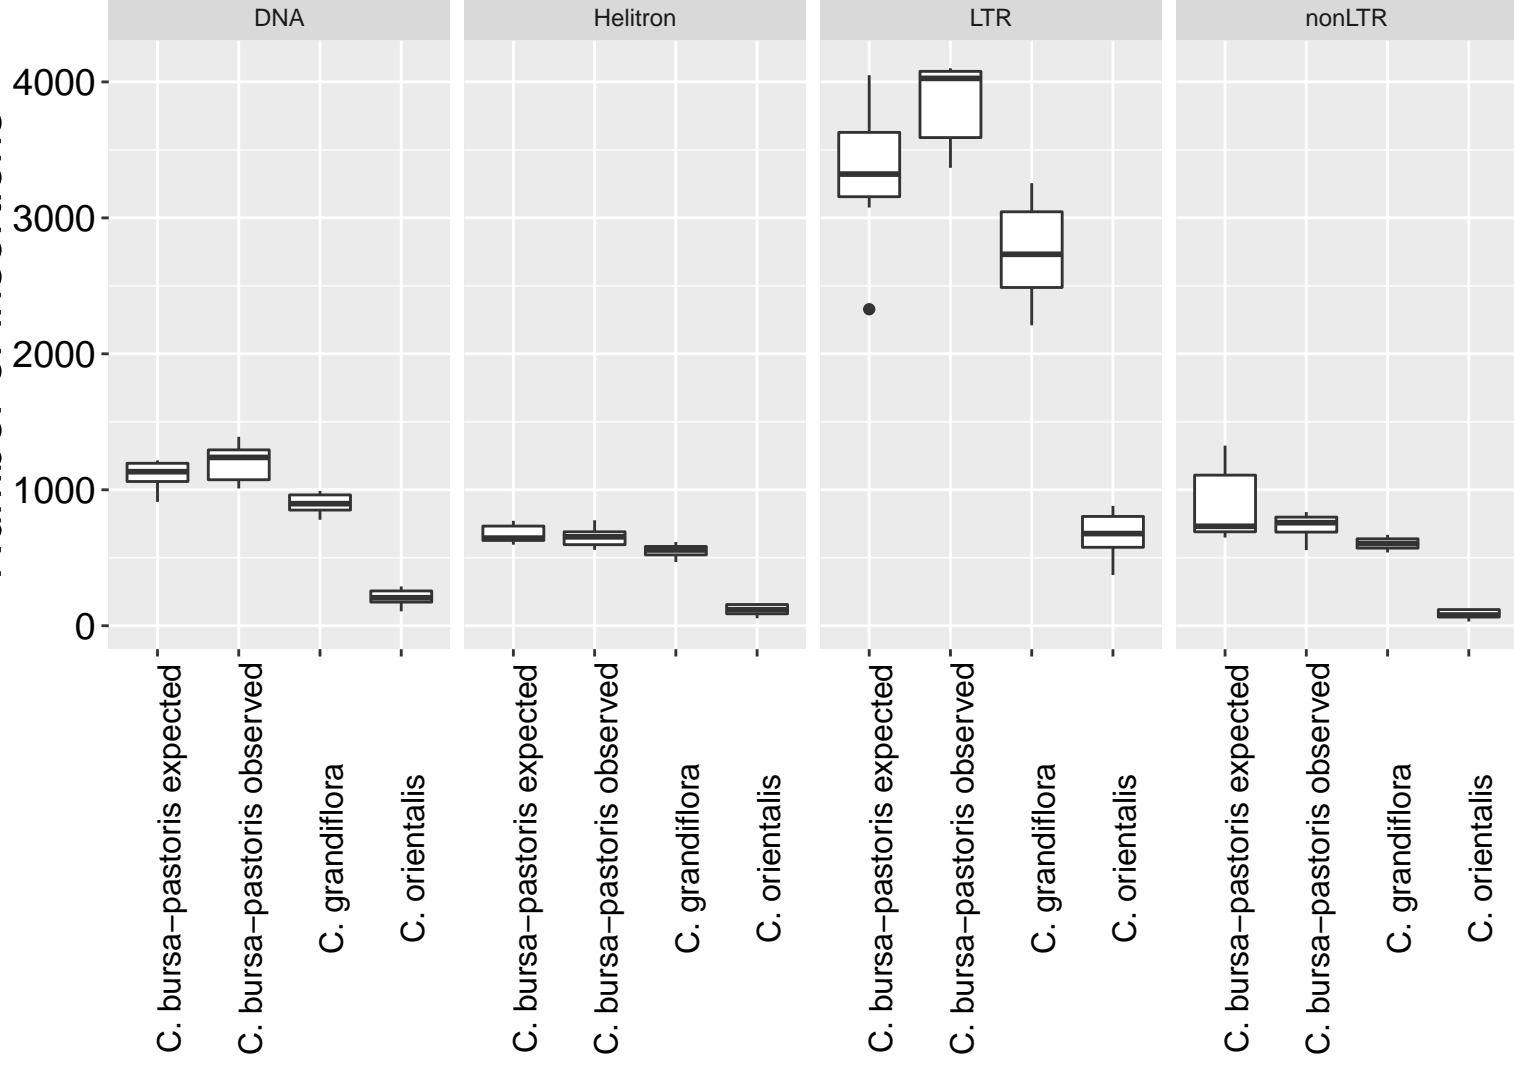 DNA
Helitron
LTR
nonLTR
4000
3000
2000
1000
0
C. bursa−pastoris expected
C. bursa−pastoris observed
C. grandiflora
C. orientalis
C. bursa−pastoris expected
C. bursa−pastoris observed
C. grandiflora
C. orientalis
C. bursa−pastoris expected
C. bursa−pastoris observed
C. grandiflora
C. orientalis
C. bursa−pastoris expected
C. bursa−pastoris observed
C. grandiflora
C. orientalis